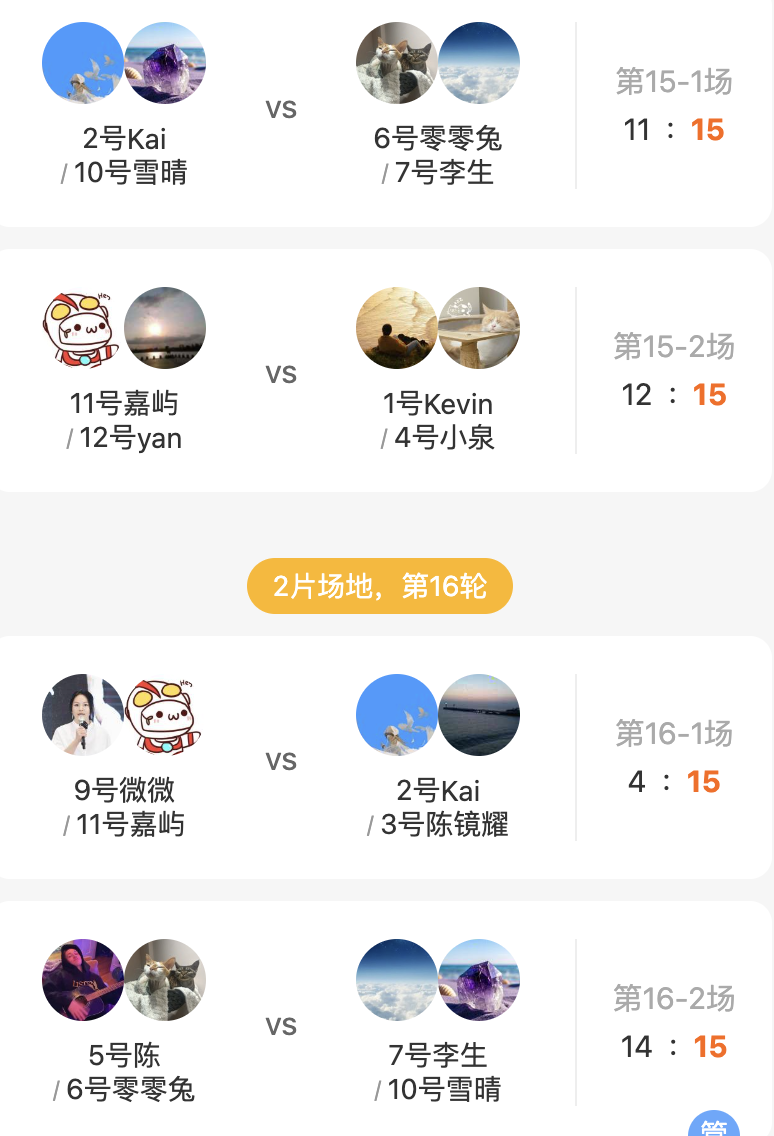 2号Kai
/ 10号雪晴
vs
6号零零兔
/ 7号李生
第15-1场
11 : 15
11号嘉屿
/ 12号yan
vs
1号Kevin
/ 4号小泉
第15-2场
12 : 15
2片场地，第16轮
9号微微
/ 11号嘉屿
vs
2号Kai
/ 3号陈镜耀
第16-1场
4 : 15
5号陈
/ 6号零零兔
vs
7号李生
/ 10号雪晴
第16-2场
14 : 15